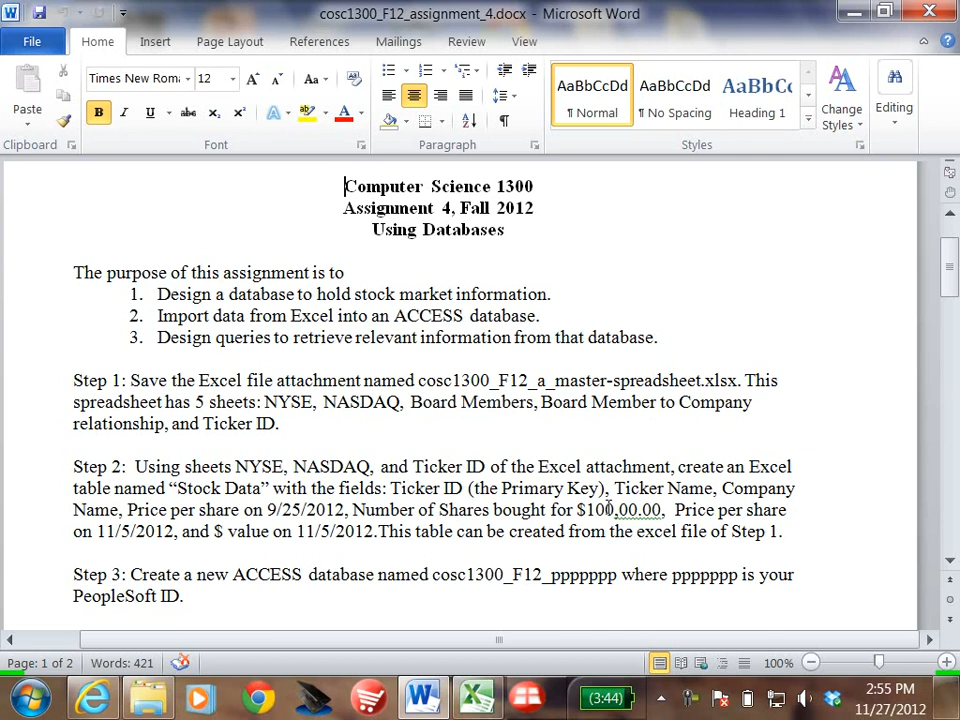 cosc1300_F12_assignment_4.docx - Microsoft Word
File Home Insert Page Layout References Mailings Review View
Times New Roma 12 Aa AaBbCcDd AaBbCcDd AaBbCc
Paste B I U abc x₂ x² A A ¶ ¶ Normal ¶ No Spacing Heading 1 Change Styles Editing
Clipboard Font Paragraph Styles
Computer Science 1300
Assignment 4, Fall 2012
Using Databases
The purpose of this assignment is to
1. Design a database to hold stock market information.
2. Import data from Excel into an ACCESS database.
3. Design queries to retrieve relevant information from that database.
Step 1: Save the Excel file attachment named cosc1300_F12_a_master-spreadsheet.xlsx. This
spreadsheet has 5 sheets: NYSE, NASDAQ, Board Members, Board Member to Company
relationship, and Ticker ID.
Step 2: Using sheets NYSE, NASDAQ, and Ticker ID of the Excel attachment, create an Excel
table named “Stock Data” with the fields: Ticker ID (the Primary Key), Ticker Name, Company
Name, Price per share on 9/25/2012, Number of Shares bought for $100,00.00, Price per share
on 11/5/2012, and $ value on 11/5/2012.This table can be created from the excel file of Step 1.
Step 3: Create a new ACCESS database named cosc1300_F12_ppppppp where ppppppp is your
PeopleSoft ID.
Page: 1 of 2 Words: 421 100%
(3:44) 2:55 PM
11/27/2012